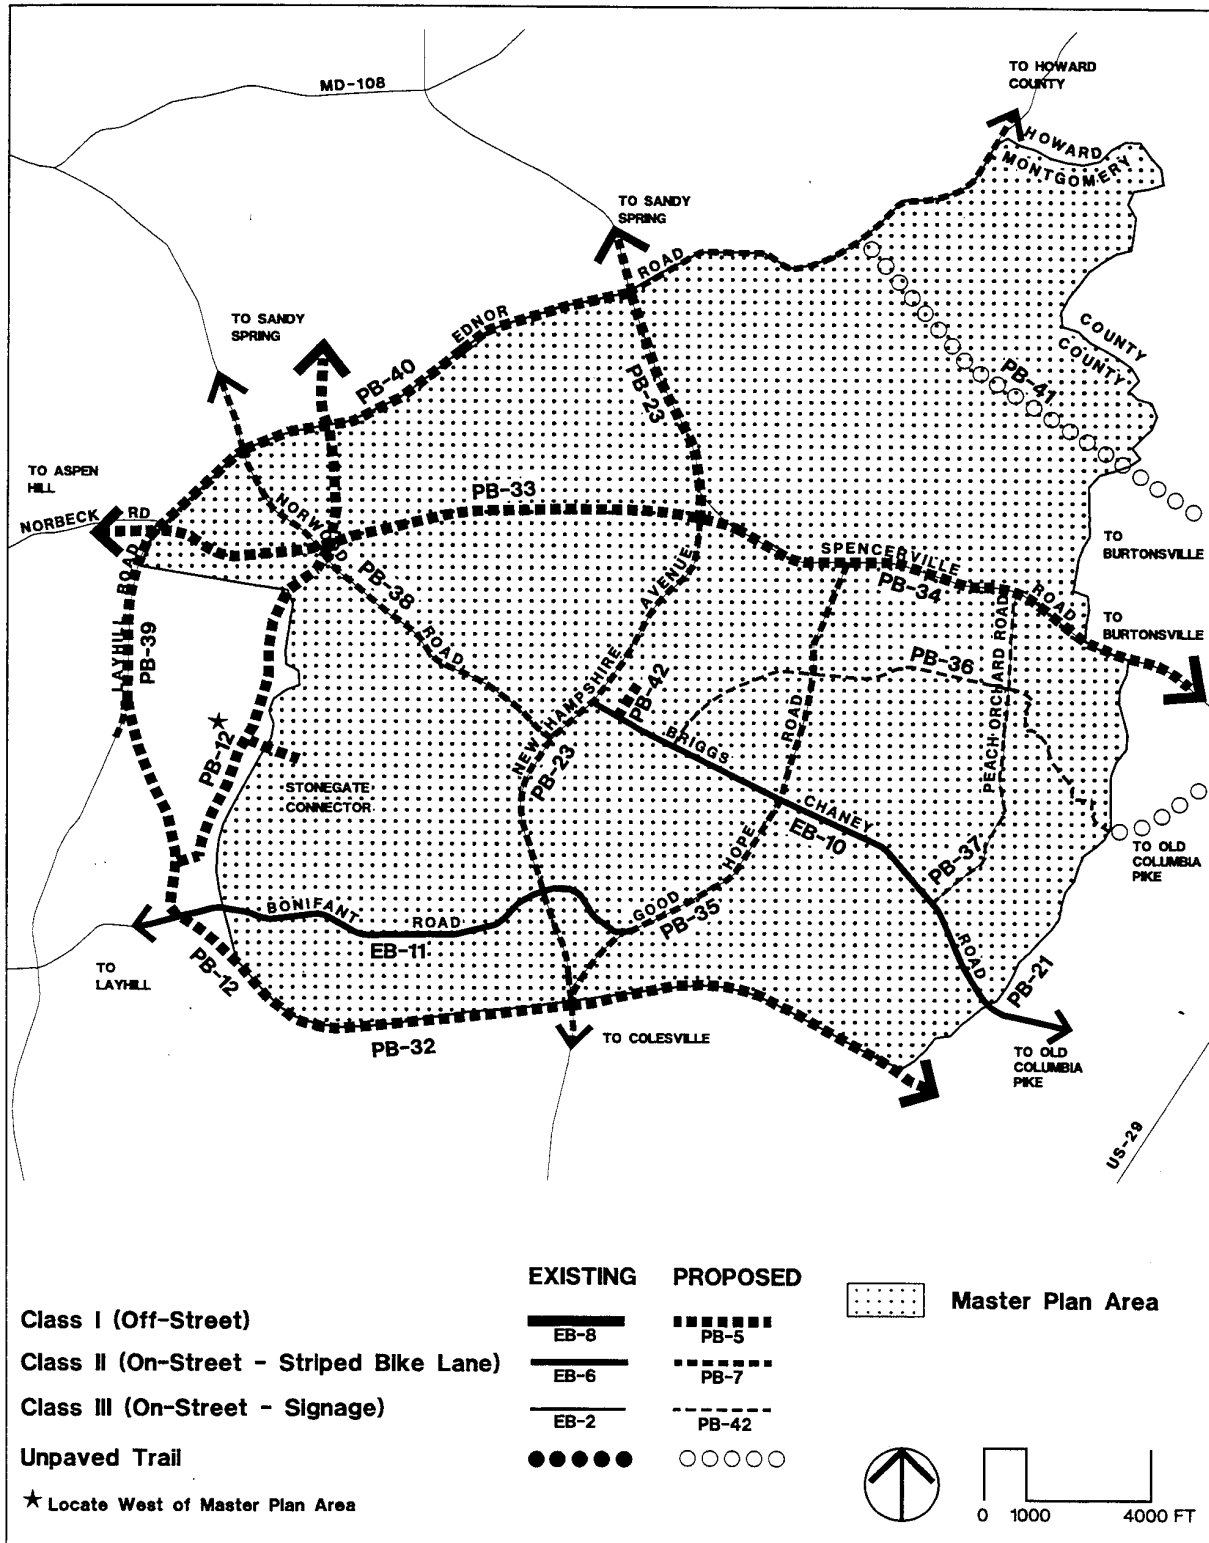 MD-108
TO HOWARD
COUNTY
HOWARD
MONTGOMERY
TO SANDY
SPRING
ROAD
EDNOR
TO SANDY
SPRING
PB-40
PB-23
COUNTY
COUNTY
PB-41
TO ASPEN
HILL
NORBECK RD
NORWOOD
PB-33
TO
BURTONSVILLE
SPENCERVILLE
PB-34
ROAD
LAYHILL ROAD
PB-39
PB-38
ROAD
AVENUE
TO
BURTONSVILLE
PB-36
NEW HAMPSHIRE
PB-42
ROAD
PEACH ORCHARD ROAD
PB-12
BRIGGS
PB-23
STONEGATE
CONNECTOR
CHANEY
EB-10
TO OLD
COLUMBIA
PIKE
HOPE
PB-37
BONIFANT
ROAD
GOOD
PB-35
EB-11
ROAD
TO
LAYHILL
PB-12
PB-21
PB-32
TO COLESVILLE
TO OLD
COLUMBIA
PIKE
US-29
EXISTING PROPOSED
Master Plan Area
Class I (Off-Street)
EB-8 PB-5
Class II (On-Street - Striped Bike Lane)
EB-6 PB-7
Class III (On-Street - Signage)
EB-2 PB-42
Unpaved Trail
★ Locate West of Master Plan Area
0 1000 4000 FT